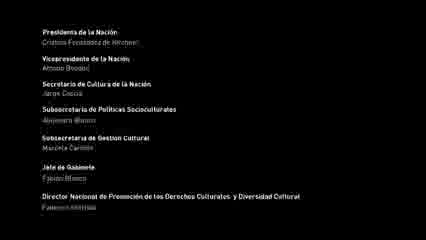 Presidenta de la Nación
Cristina Fernández de Kirchner
Vicepresidente de la Nación
Amado Boudou
Secretario de Cultura de la Nación
Jorge Coscia
Subsecretaria de Políticas Socioculturales
Alejandra Blanco
Subsecretaria de Gestión Cultural
Marcela Cardillo
Jefe de Gabinete
Fabián Blanco
Director Nacional de Promoción de los Derechos Culturales y Diversidad Cultural